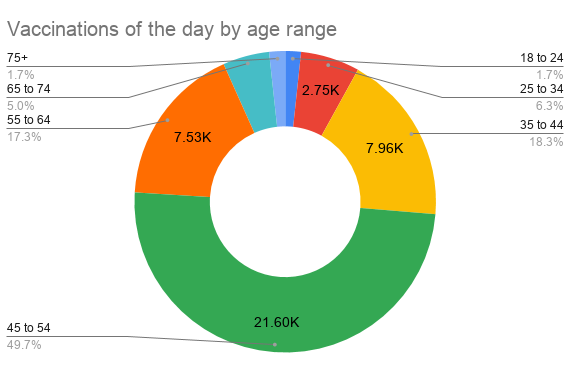 Vaccinations of the day by age range
75+
1.7%
65 to 74
5.0%
55 to 64
17.3%
45 to 54
49.7%
18 to 24
1.7%
25 to 34
6.3%
35 to 44
18.3%
2.75K
7.53K
7.96K
21.60K